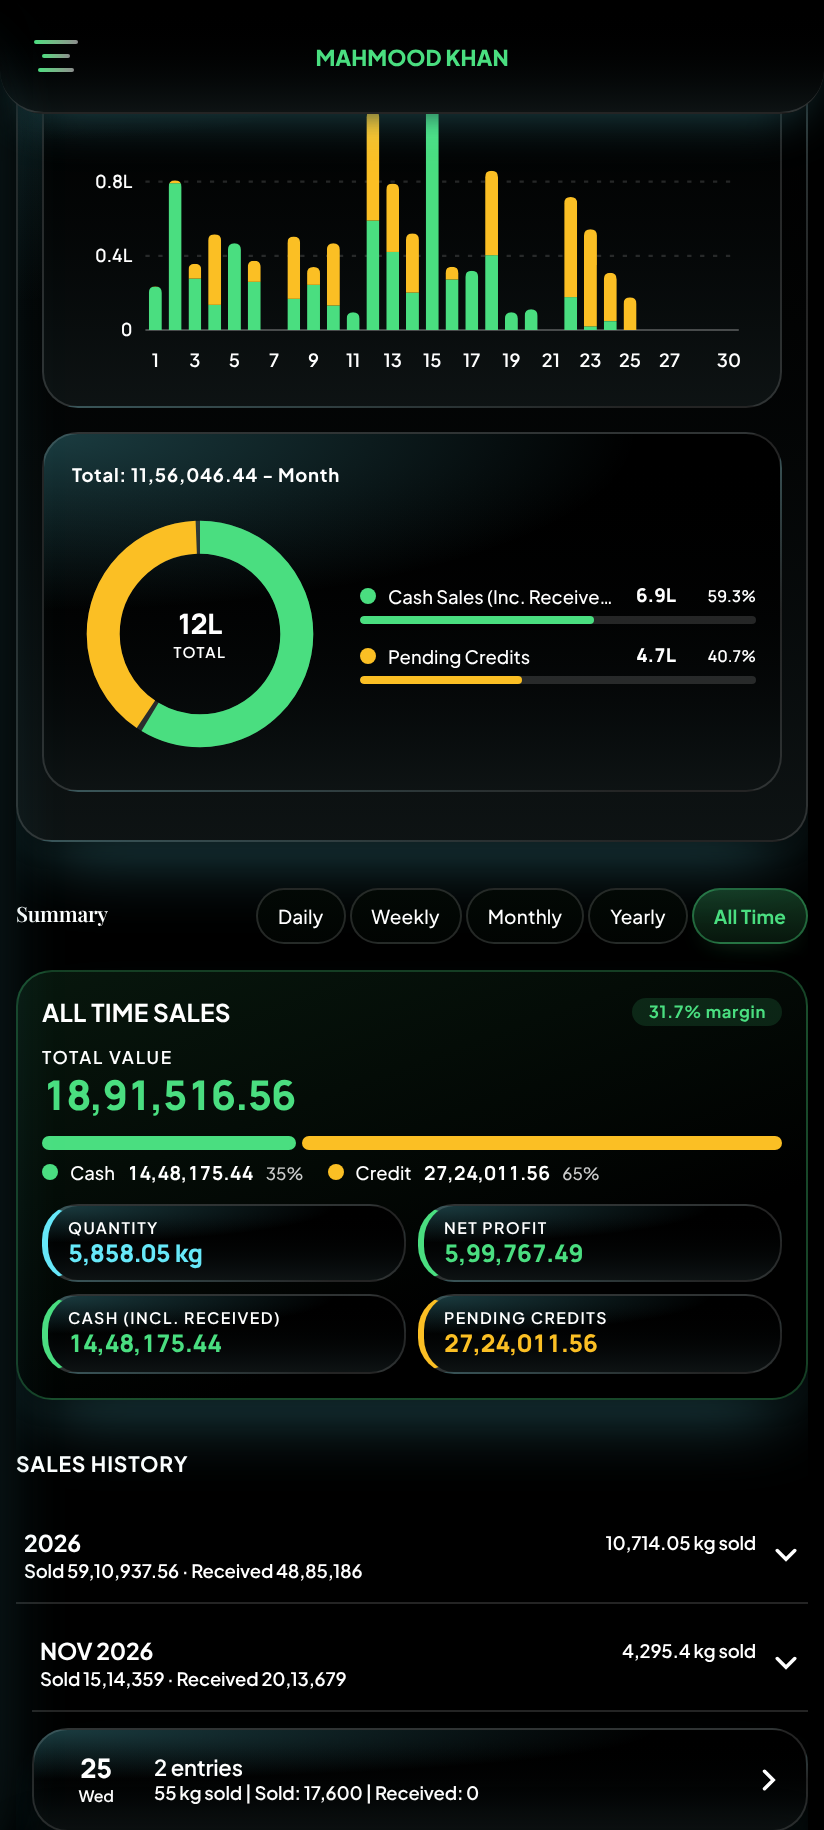 MAHMOOD KHAN
0.8L
0.4L
0
1 3 5 7 9 11 13 15 17 19 21 23 25 27 30
Total: 11,56,046.44 – Month
12L
TOTAL
Cash Sales (Inc. Receive... 6.9L 59.3%
Pending Credits 4.7L 40.7%
Summary Daily Weekly Monthly Yearly All Time
ALL TIME SALES 31.7% margin
TOTAL VALUE
18,91,516.56
Cash 14,48,175.44 35% Credit 27,24,011.56 65%
QUANTITY
5,858.05 kg
NET PROFIT
5,99,767.49
CASH (INCL. RECEIVED)
14,48,175.44
PENDING CREDITS
27,24,011.56
SALES HISTORY
2026 10,714.05 kg sold
Sold 59,10,937.56 · Received 48,85,186
NOV 2026 4,295.4 kg sold
Sold 15,14,359 · Received 20,13,679
25
Wed
2 entries
55 kg sold | Sold: 17,600 | Received: 0